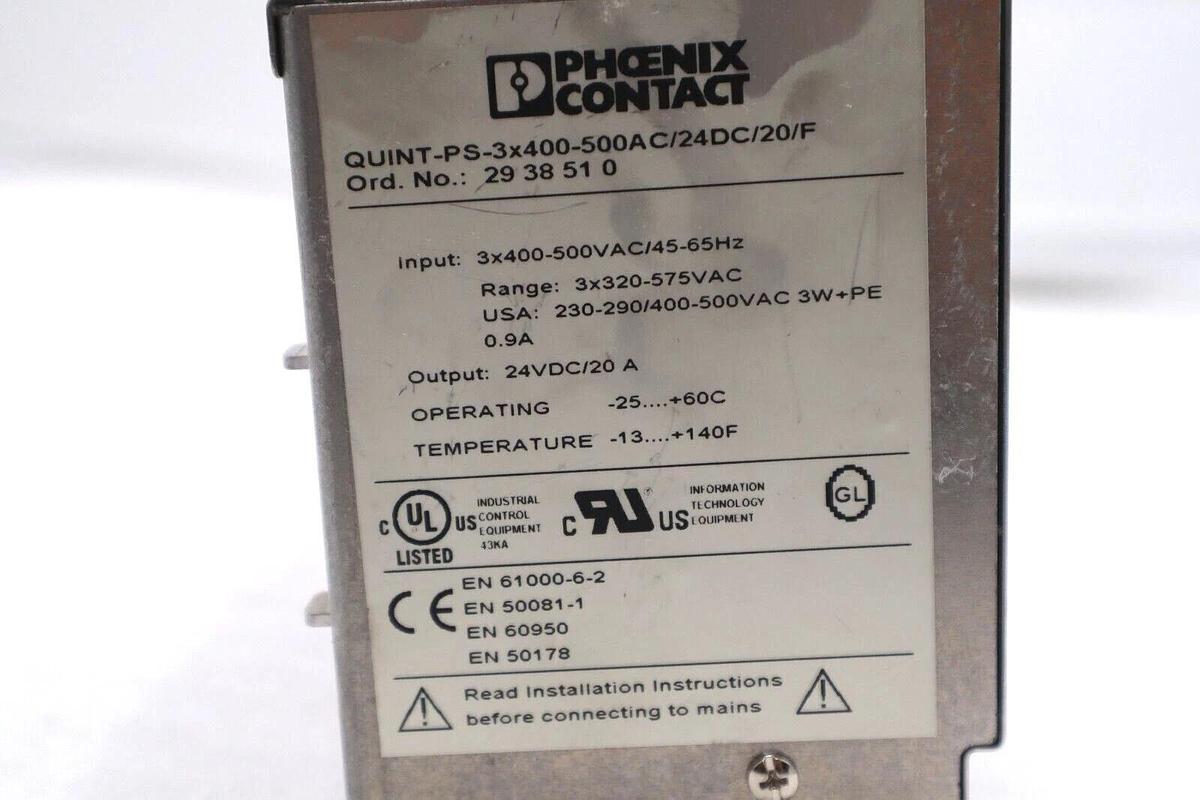 PHŒNIX
CONTACT
QUINT-PS-3x400-500AC/24DC/20/F
Ord. No.: 29 38 51 0
Input: 3x400-500VAC/45-65Hz
Range: 3x320-575VAC
USA: 230-290/400-500VAC 3W+PE
0.9A
Output: 24VDC/20 A
OPERATING -25....+60C
TEMPERATURE -13....+140F
C UL US
LISTED
INDUSTRIAL
CONTROL
EQUIPMENT
43KA
C RU ® US
INFORMATION
TECHNOLOGY
EQUIPMENT
GL
CE
EN 61000-6-2
EN 50081-1
EN 60950
EN 50178
! Read Installation Instructions !
before connecting to mains